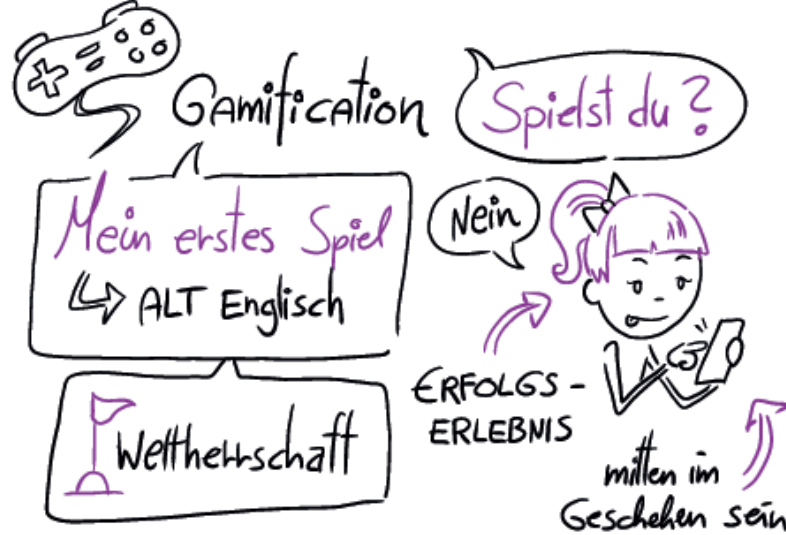 Gamification
Spielst du?
Mein erstes Spiel
ALT Englisch
Nein
ERFOLGS-
ERLEBNIS
Weltherrschaft
mitten im
Geschehen sein